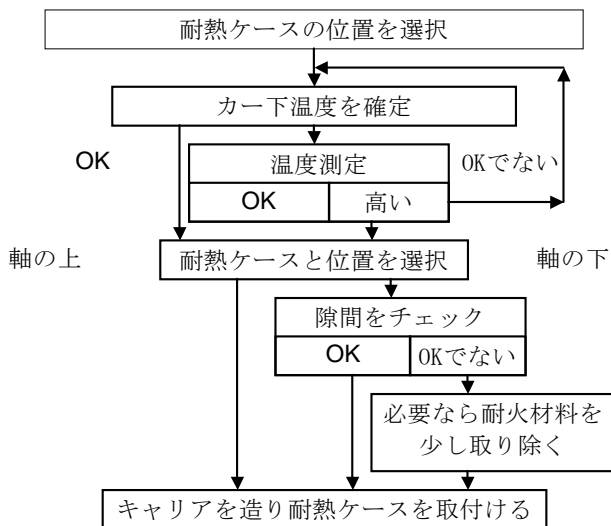 耐熱ケースの位置を選択
カー下温度を確定
OK
温度測定
OKでない
OK
高い
軸の上
耐熱ケースと位置を選択
軸の下
隙間をチェック
OK
OKでない
必要なら耐火材料を
少し取り除く
キャリアを造り耐熱ケースを取付ける